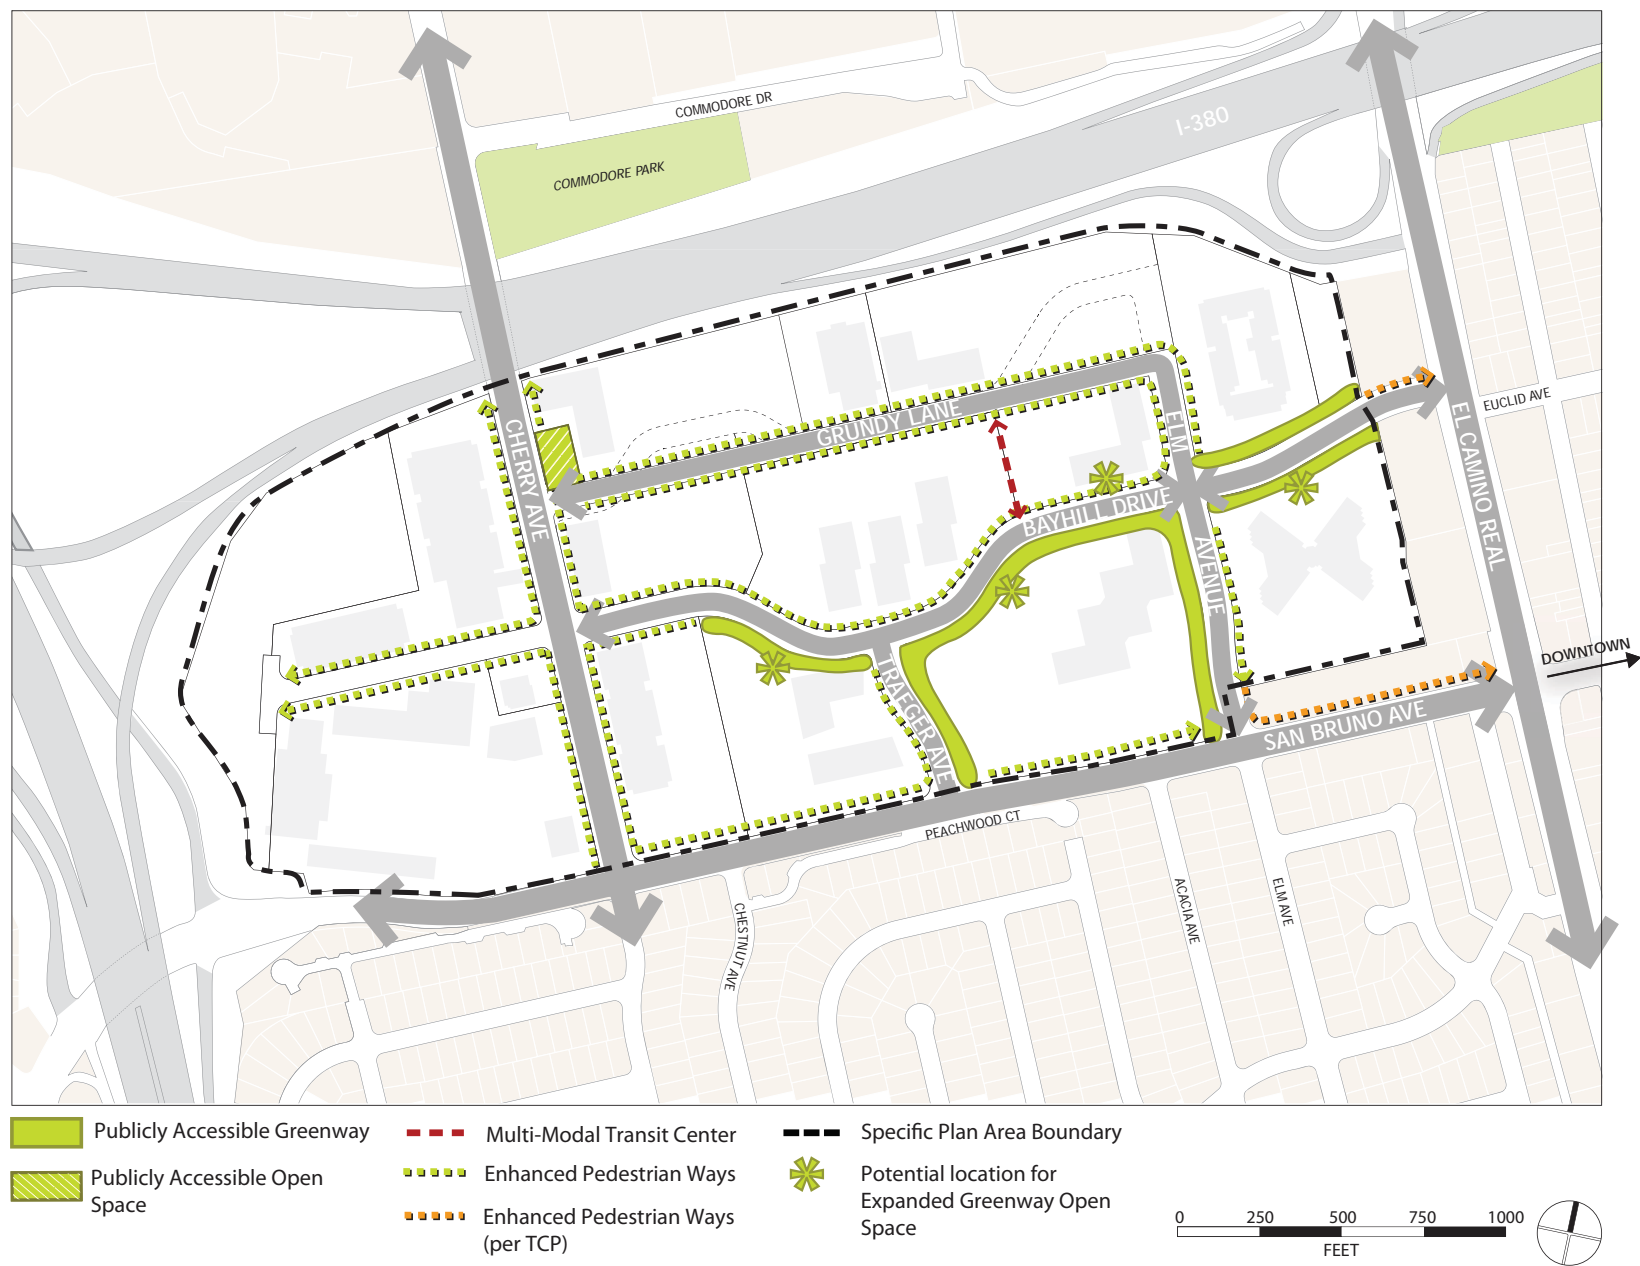 COMMODORE DR
I-380
COMMODORE PARK
EUCLID AVE
GRUNDY LANE
ELM
CHERRY AVE
EL CAMINO REAL
BAYHILL DRIVE
AVENUE
DOWNTOWN
TRAEGER AVE
SAN BRUNO AVE
PEACHWOOD CT
CHESTNUT AVE
ACACIA AVE
ELM AVE
Publicly Accessible Greenway
Publicly Accessible Open
Space
Multi-Modal Transit Center
Enhanced Pedestrian Ways
Enhanced Pedestrian Ways
(per TCP)
Specific Plan Area Boundary
Potential location for
Expanded Greenway Open
Space
0 250 500 750 1000
FEET